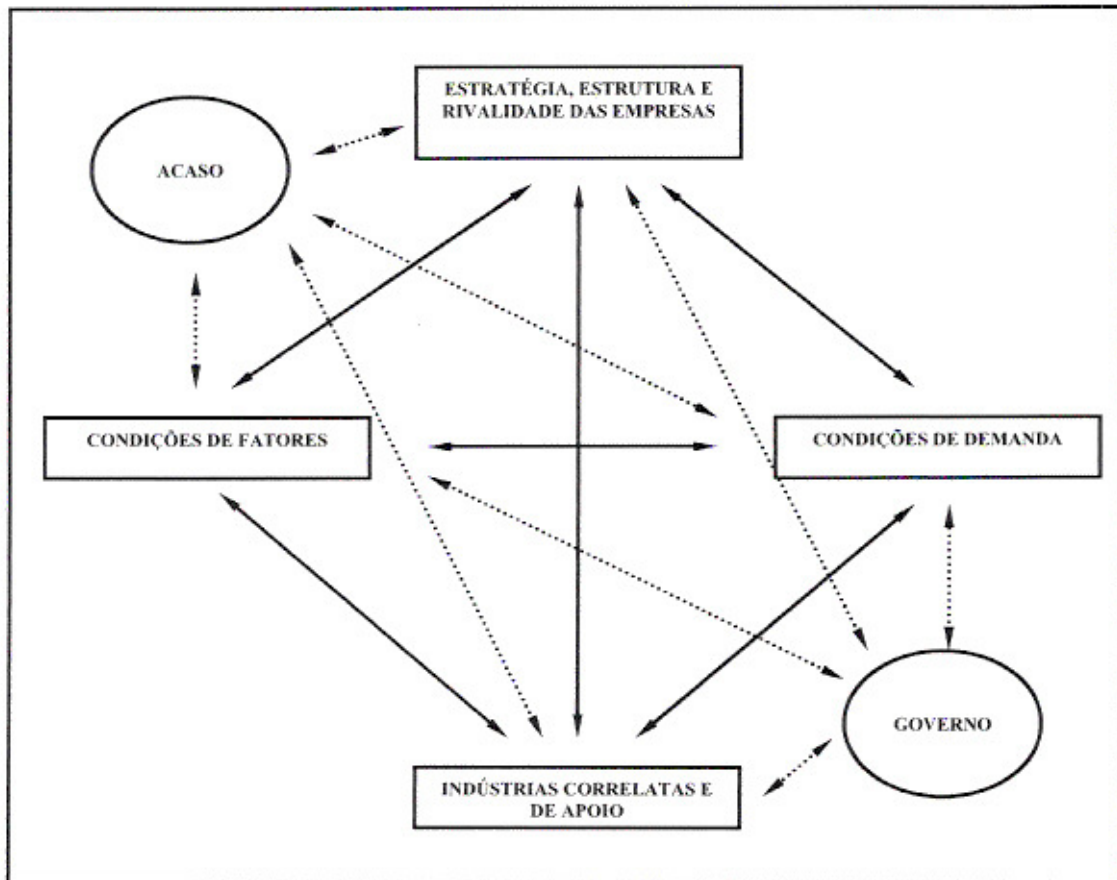 ESTRATÉGIA, ESTRUTURA E
RIVALIDADE DAS EMPRESAS
ACASO
CONDIÇÕES DE FATORES
CONDIÇÕES DE DEMANDA
GOVERNO
INDÚSTRIAS CORRELATAS E
DE APOIO